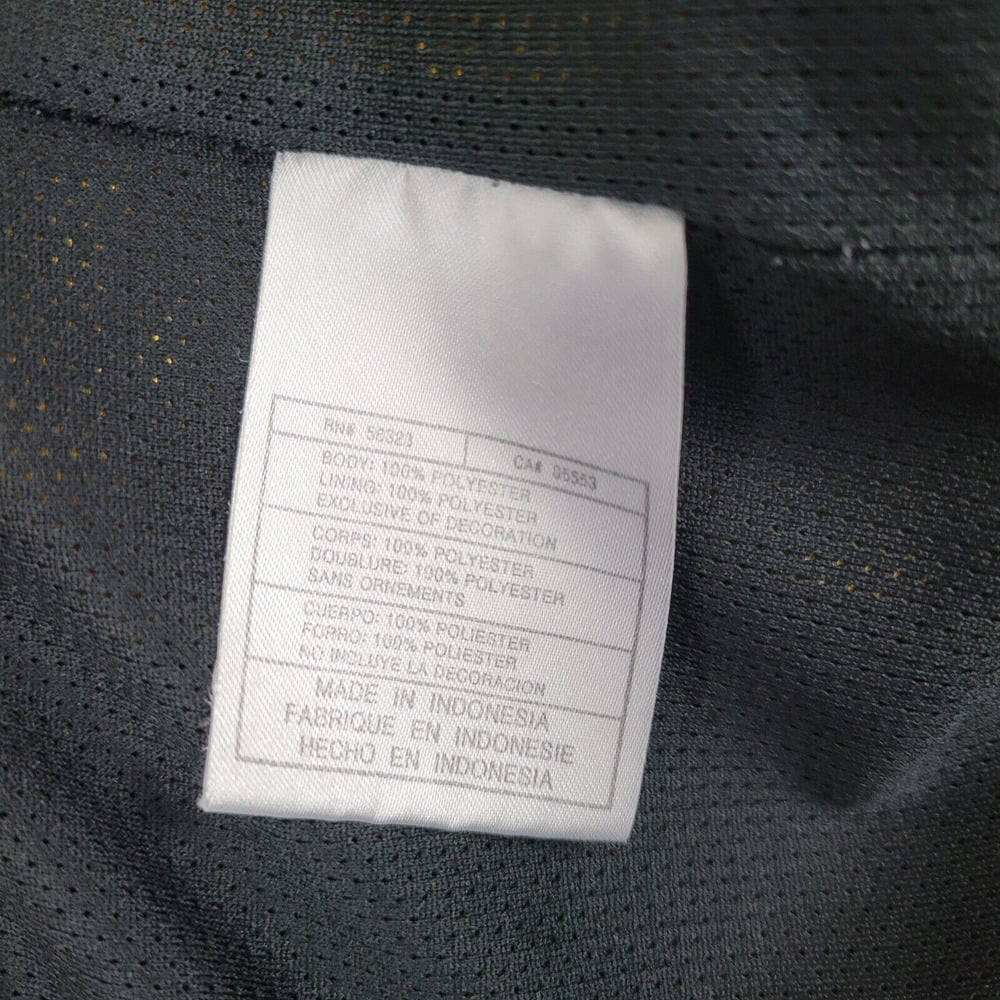 RN# 56323
CA# 05553
BODY: 100% POLYESTER
LINING: 100% POLYESTER
EXCLUSIVE OF DECORATION
CORPS: 100% POLYESTER
DOUBLURE: 100% POLYESTER
SANS ORNEMENTS
CUERPO: 100% POLIESTER
FORRO: 100% POLIESTER
NO INCLUYE LA DECORACION
MADE IN INDONESIA
FABRIQUE EN INDONESIE
HECHO EN INDONESIA